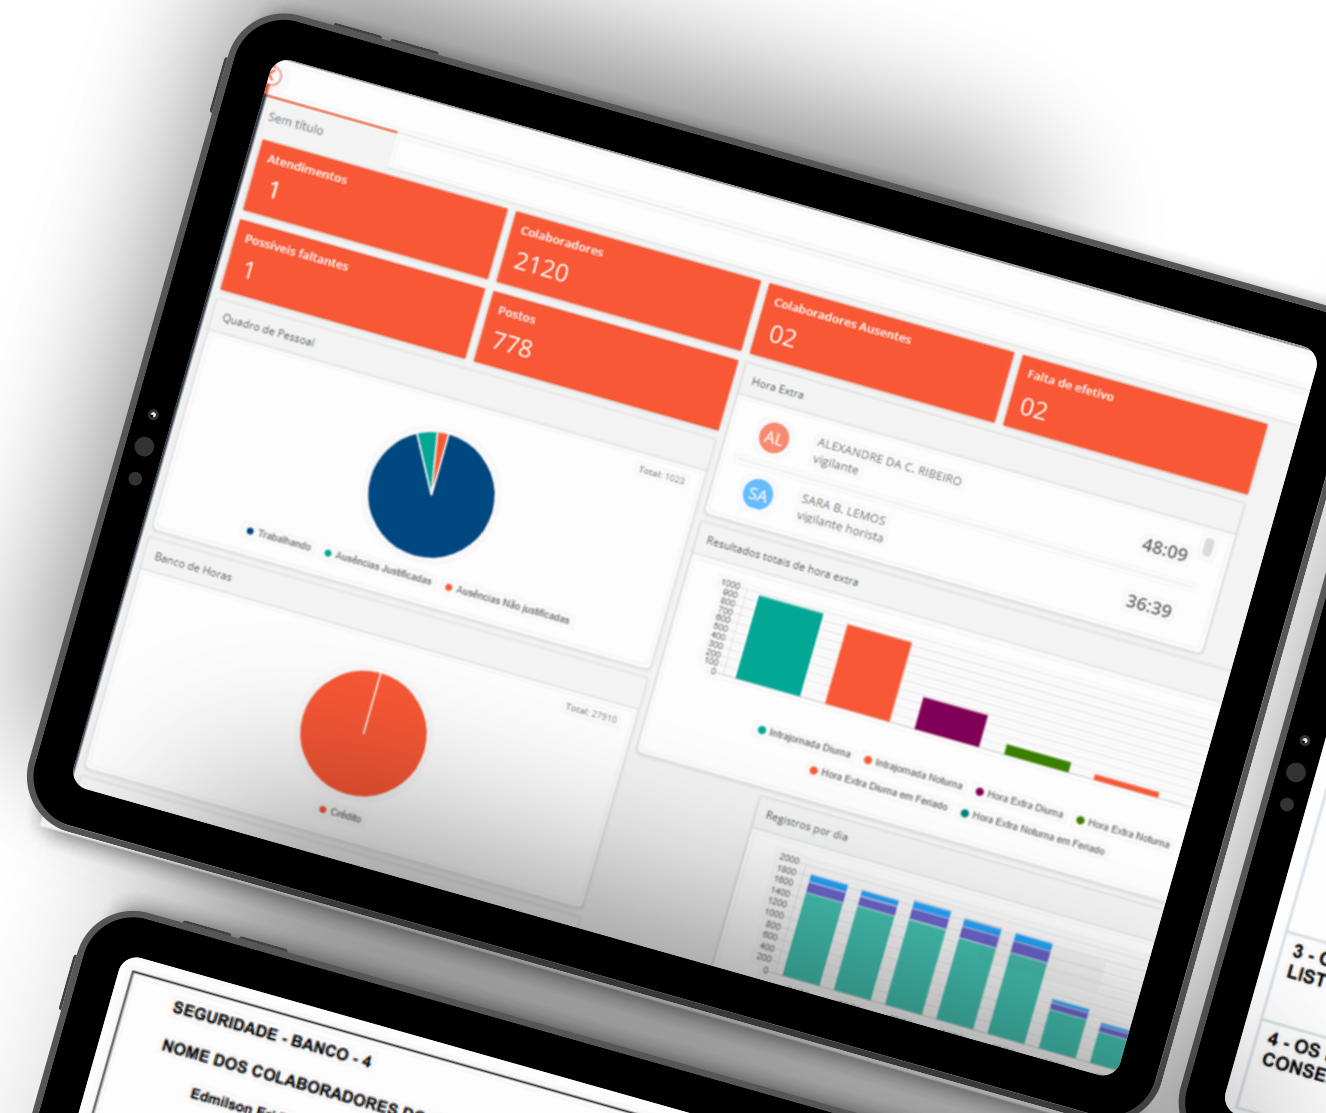 Sem título
Atendimentos
1
Colaboradores
2120
Colaboradores Ausentes
02
Falta de efetivo
02
Possíveis faltantes
1
Postos
778
Quadro de Pessoal
Total: 1023
Trabalhando
Ausências Justificadas
Ausências Não justificadas
Banco de Horas
Total: 27910
Crédito
Hora Extra
AL
ALEXANDRE DA C. RIBEIRO
vigilante
48:09
SA
SARA B. LEMOS
vigilante horista
36:39
Resultados totais de hora extra
1000
900
800
700
600
500
400
300
200
100
0
Intrajornada Diurna
Intrajornada Noturna
Hora Extra Diurna
Hora Extra Noturna
Hora Extra Diurna em Feriado
Hora Extra Noturna em Feriado
Registros por dia
2000
1800
1600
1400
1200
1000
800
600
400
200
0
SEGURIDADE - BANCO - 4
NOME DOS COLABORADORES
Edmilson
3 -
LIST
4 - OS
CONSE